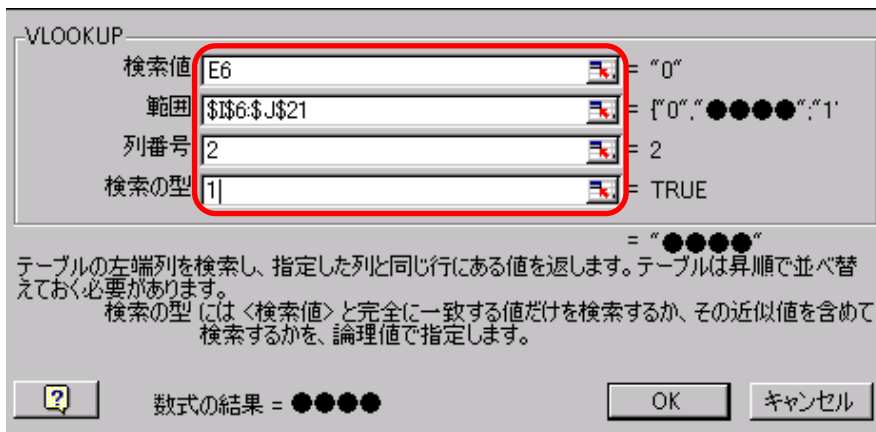 VLOOKUP
検索値 E6 = "0"
範囲 $I$6:$J$21 = {"0","●●●●";"1"
列番号 2 = 2
検索の型 1 = TRUE
= "●●●●"
テーブルの左端列を検索し、指定した列と同じ行にある値を返します。テーブルは昇順で並べ替
えておく必要があります。
検索の型 には <検索値> と完全に一致する値だけを検索するか、その近似値を含めて
検索するかを、論理値で指定します。
数式の結果 = ●●●● OK キャンセル